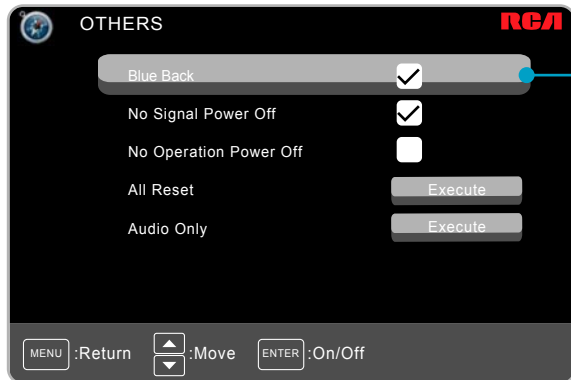 OTHERS RCA
Blue Back
No Signal Power Off
No Operation Power Off
All Reset Execute
Audio Only Execute
MENU :Return :Move ENTER :On/Off